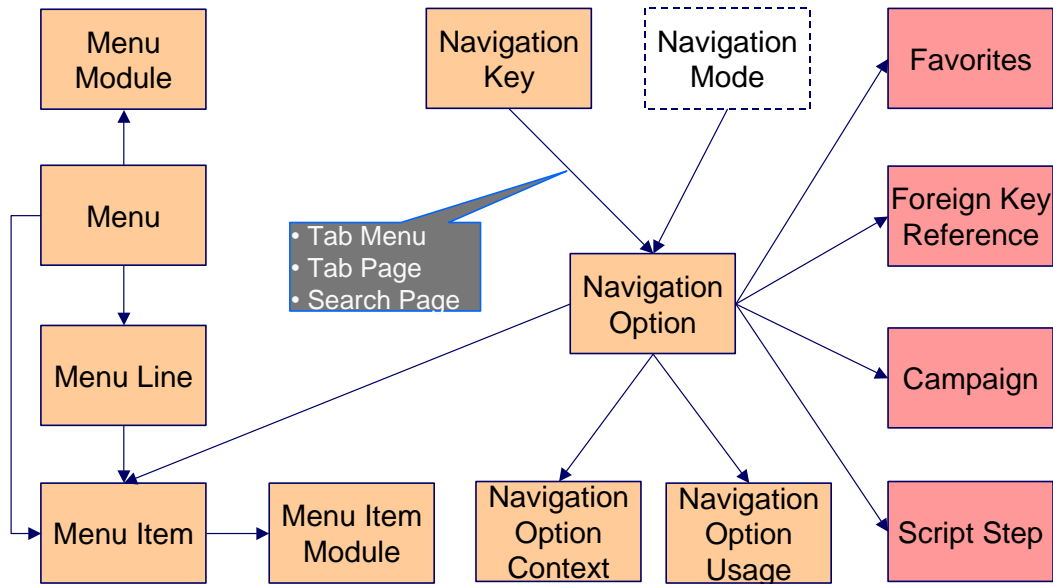 Menu
Module
Navigation
Key
Navigation
Mode
Favorites
Menu
Foreign Key
Reference
• Tab Menu
• Tab Page
• Search Page
Navigation
Option
Menu Line
Campaign
Menu Item
Menu Item
Module
Navigation
Option
Context
Navigation
Option
Usage
Script Step